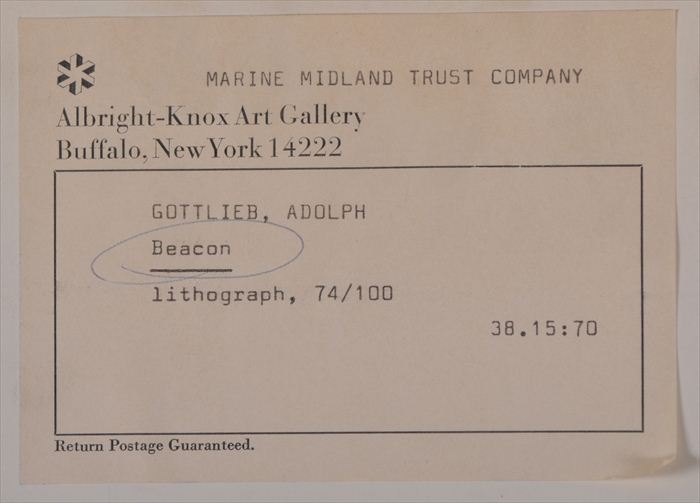 MARINE MIDLAND TRUST COMPANY
Albright-Knox Art Gallery
Buffalo, New York 14222
GOTTLIEB, ADOLPH
Beacon
lithograph, 74/100
38.15:70
Return Postage Guaranteed.